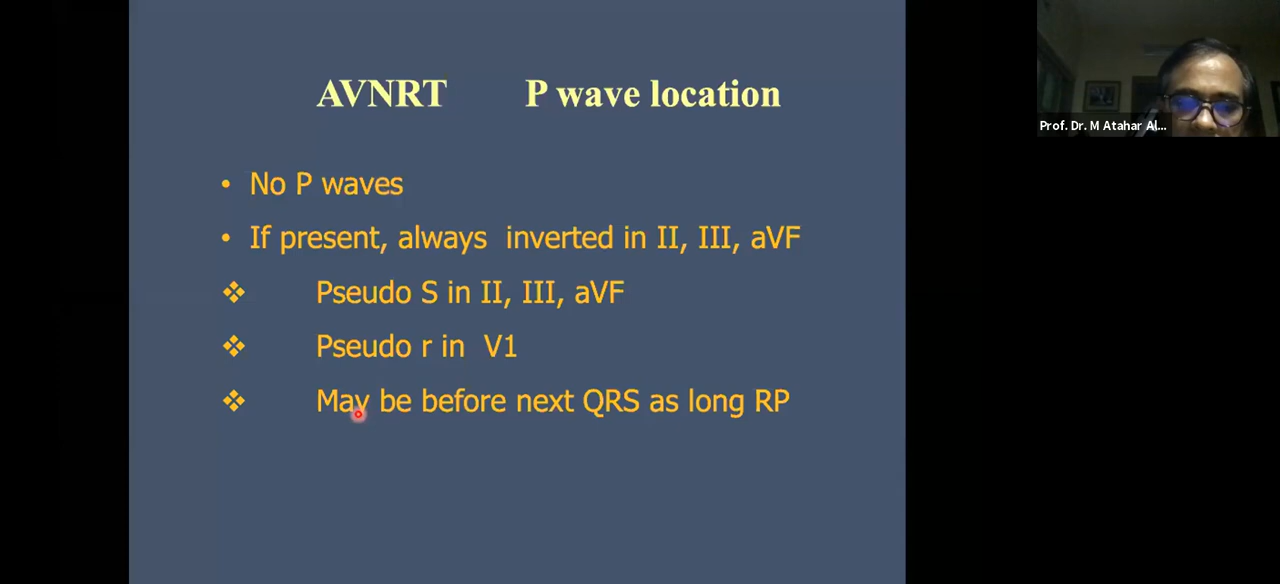 AVNRT P wave location
• No P waves
• If present, always inverted in II, III, aVF
❖ Pseudo S in II, III, aVF
❖ Pseudo r in V1
❖ May be before next QRS as long RP
Prof. Dr. M Atahar Al...